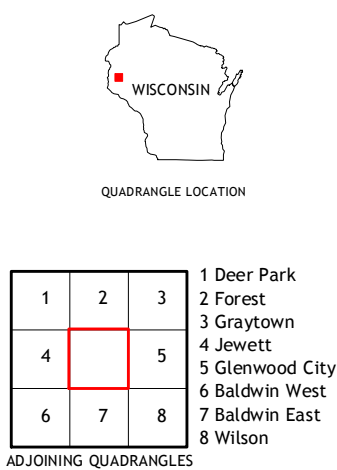 WISCONSIN
QUADRANGLE LOCATION
1 2 3
4 5
6 7 8
1 Deer Park
2 Forest
3 Graytown
4 Jewett
5 Glenwood City
6 Baldwin West
7 Baldwin East
8 Wilson
ADJOINING QUADRANGLES